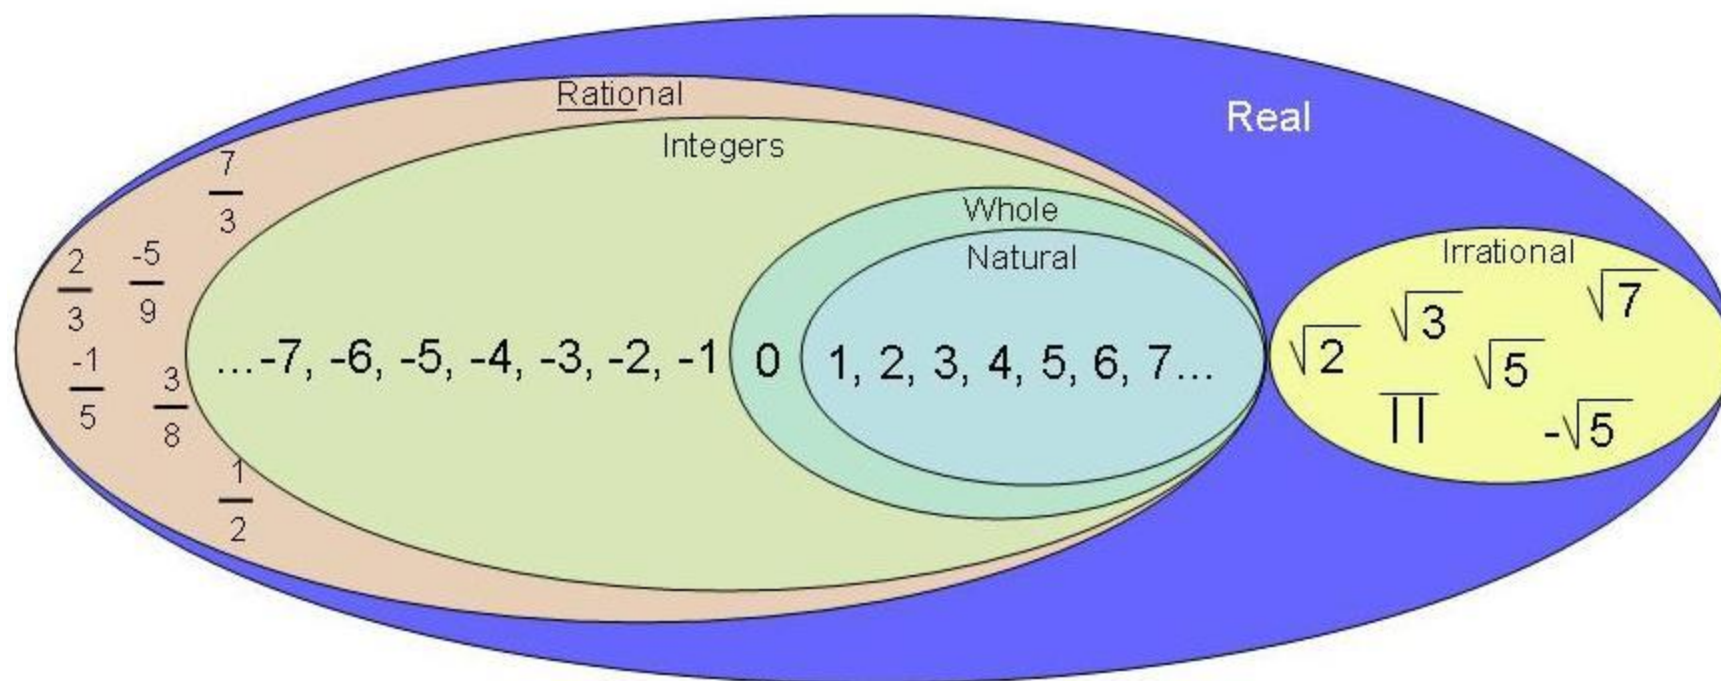 Rational
Real
Integers
7
3
Whole
Irrational
Natural
2
3
-5
9
√7
√3
√2
√5
...-7, -6, -5, -4, -3, -2, -1
0
1, 2, 3, 4, 5, 6, 7...
-1
5
3
8
π
-√5
1
2